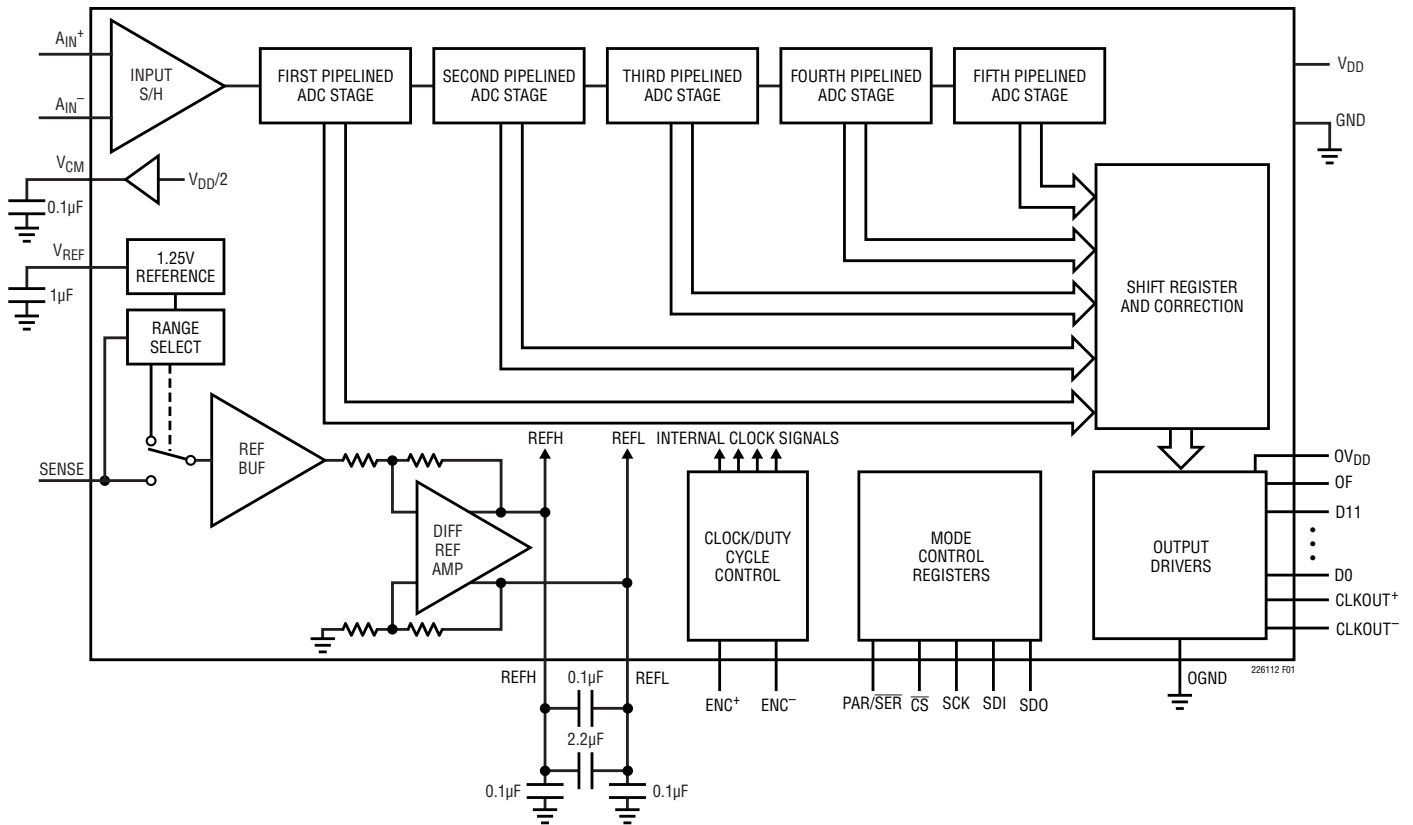 AIN+
INPUT
S/H
AIN−
FIRST PIPELINED
ADC STAGE
SECOND PIPELINED
ADC STAGE
THIRD PIPELINED
ADC STAGE
FOURTH PIPELINED
ADC STAGE
FIFTH PIPELINED
ADC STAGE
VDD
GND
VCM
VDD/2
0.1µF
VREF
1.25V
REFERENCE
1µF
RANGE
SELECT
SHIFT REGISTER
AND CORRECTION
SENSE
REF
BUF
REFH
REFL
INTERNAL CLOCK SIGNALS
DIFF
REF
AMP
CLOCK/DUTY
CYCLE
CONTROL
MODE
CONTROL
REGISTERS
OUTPUT
DRIVERS
OVDD
OF
D11
D0
CLKOUT+
CLKOUT−
226112 F01
REFH
0.1µF
REFL
ENC+
ENC−
PAR/S̅E̅R̅
C̅S̅
SCK
SDI
SDO
OGND
2.2µF
0.1µF
0.1µF